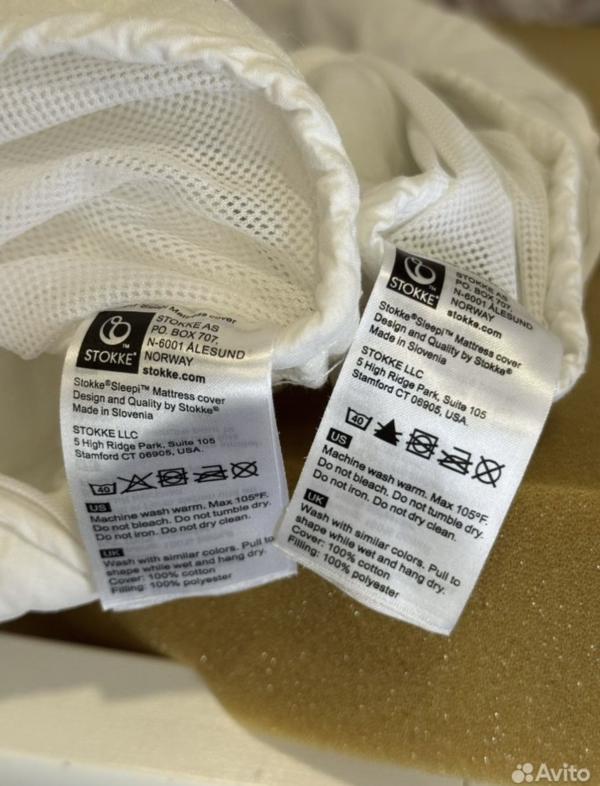 STOKKE™
STOKKE AS
PO. BOX 707,
N-6001 ÅLESUND
NORWAY
stokke.com
Stokke®Sleepi™ Mattress cover
Design and Quality by Stokke®
Made in Slovenia
STOKKE LLC
5 High Ridge Park, Suite 105
Stamford CT 06905, USA.
40
US
Machine wash warm. Max 105°F.
Do not bleach. Do not tumble dry.
Do not iron. Do not dry clean.
UK
Wash with similar colors. Pull to
shape while wet and hang dry.
Cover: 100% cotton
Filling: 100% polyester
STOKKE™
STOKKE AS
PO. BOX 707,
N-6001 ÅLESUND
NORWAY
stokke.com
Stokke®Sleepi™ Mattress cover
Design and Quality by Stokke®
Made in Slovenia
STOKKE LLC
5 High Ridge Park, Suite 105
Stamford CT 06905, USA.
40
US
Machine wash warm. Max 105°F.
Do not bleach. Do not tumble dry.
Do not iron. Do not dry clean.
UK
Wash with similar colors. Pull to
shape while wet and hang dry.
Cover: 100% cotton
Filling: 100% polyester
Avito